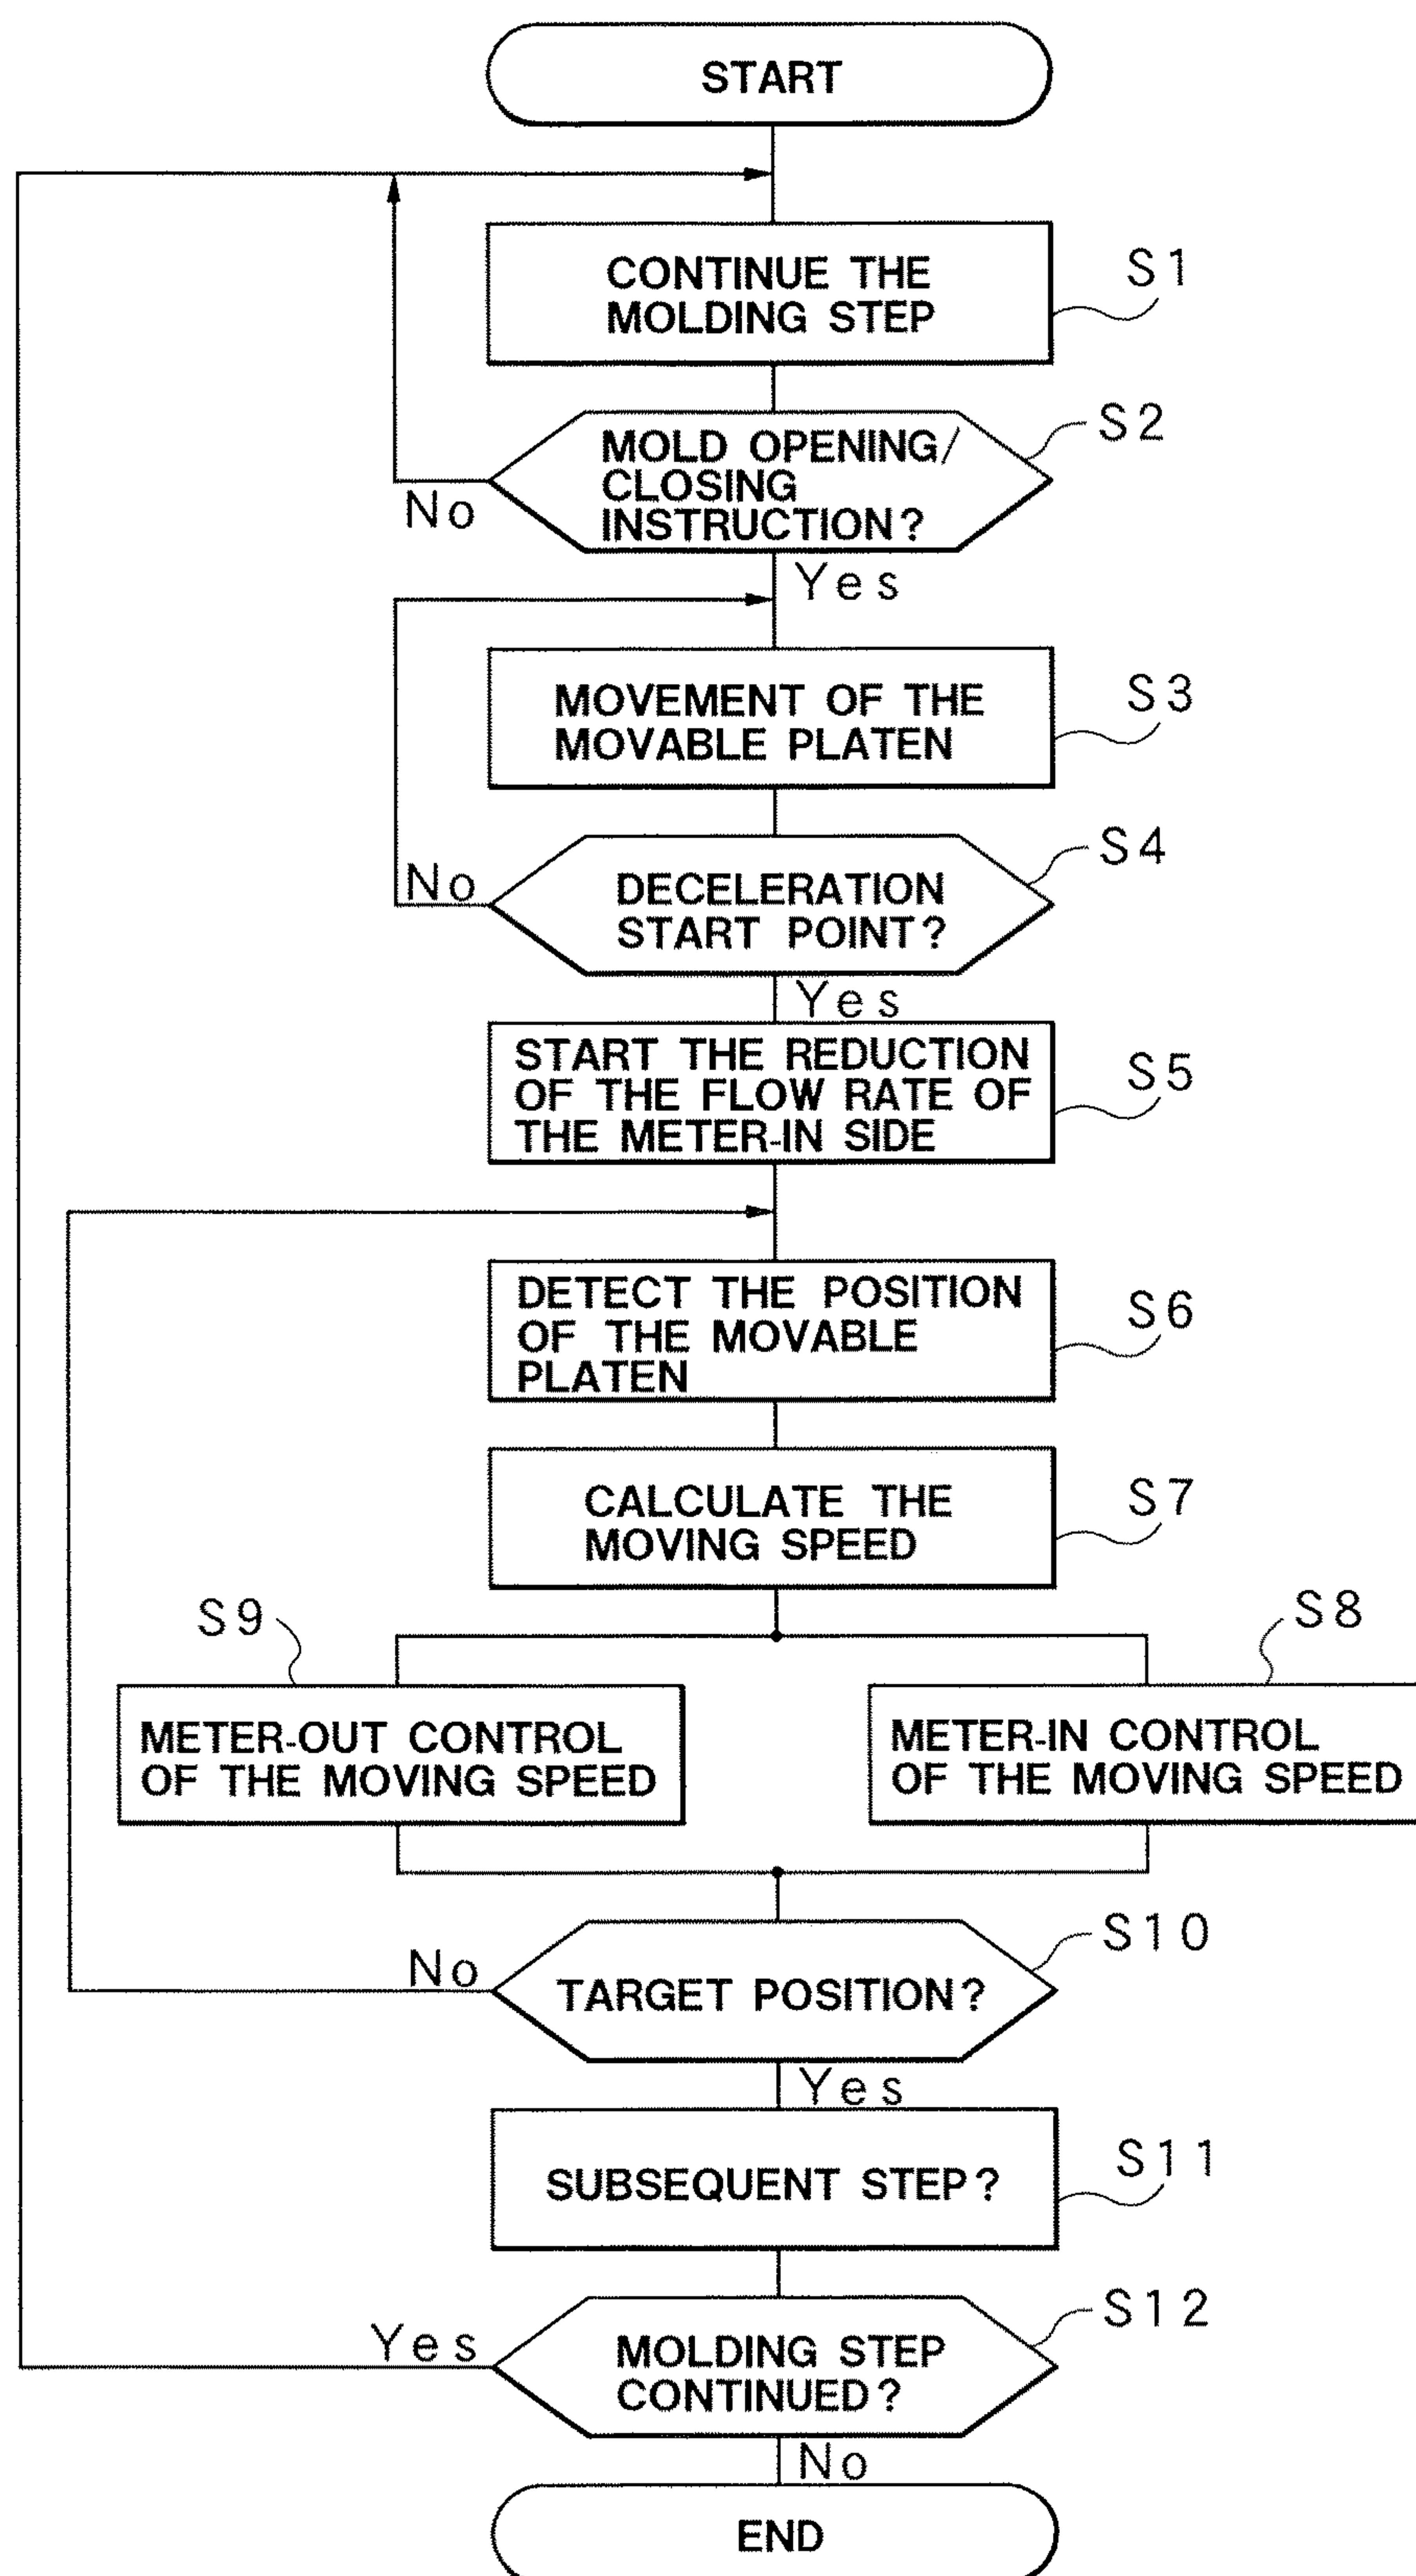 START
CONTINUE THE
MOLDING STEP
S1
MOLD OPENING/
CLOSING
INSTRUCTION?
S2
No
Yes
MOVEMENT OF THE
MOVABLE PLATEN
S3
DECELERATION
START POINT?
S4
No
Yes
START THE REDUCTION
OF THE FLOW RATE OF
THE METER-IN SIDE
S5
DETECT THE POSITION
OF THE MOVABLE
PLATEN
S6
CALCULATE THE
MOVING SPEED
S7
S9
METER-OUT CONTROL
OF THE MOVING SPEED
S8
METER-IN CONTROL
OF THE MOVING SPEED
TARGET POSITION?
S10
No
Yes
SUBSEQUENT STEP?
S11
MOLDING STEP
CONTINUED?
S12
Yes
No
END